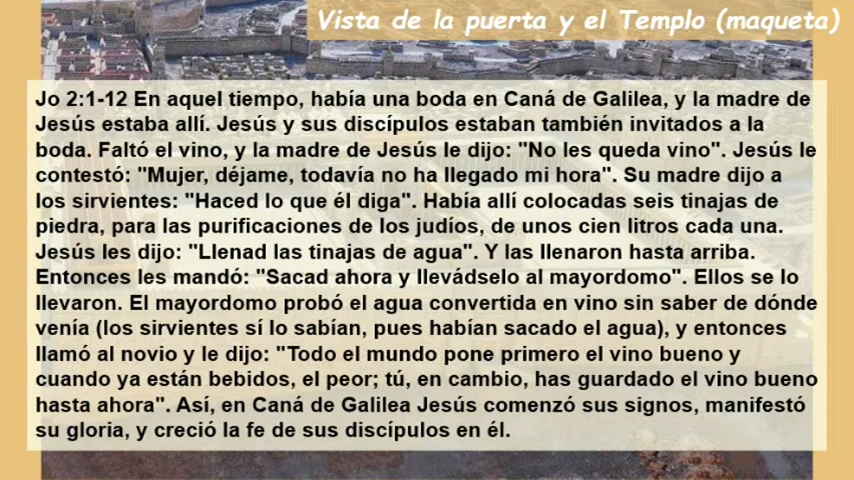 Vista de la puerta y el Templo (maqueta)
Jo 2:1-12 En aquel tiempo, había una boda en Caná de Galilea, y la madre de
Jesús estaba allí. Jesús y sus discípulos estaban también invitados a la
boda. Faltó el vino, y la madre de Jesús le dijo: "No les queda vino". Jesús le
contestó: "Mujer, déjame, todavía no ha llegado mi hora". Su madre dijo a
los sirvientes: "Haced lo que él diga". Había allí colocadas seis tinajas de
piedra, para las purificaciones de los judíos, de unos cien litros cada una.
Jesús les dijo: "Llenad las tinajas de agua". Y las llenaron hasta arriba.
Entonces les mandó: "Sacad ahora y llevádselo al mayordomo". Ellos se lo
llevaron. El mayordomo probó el agua convertida en vino sin saber de dónde
venía (los sirvientes sí lo sabían, pues habían sacado el agua), y entonces
llamó al novio y le dijo: "Todo el mundo pone primero el vino bueno y
cuando ya están bebidos, el peor; tú, en cambio, has guardado el vino bueno
hasta ahora". Así, en Caná de Galilea Jesús comenzó sus signos, manifestó
su gloria, y creció la fe de sus discípulos en él.